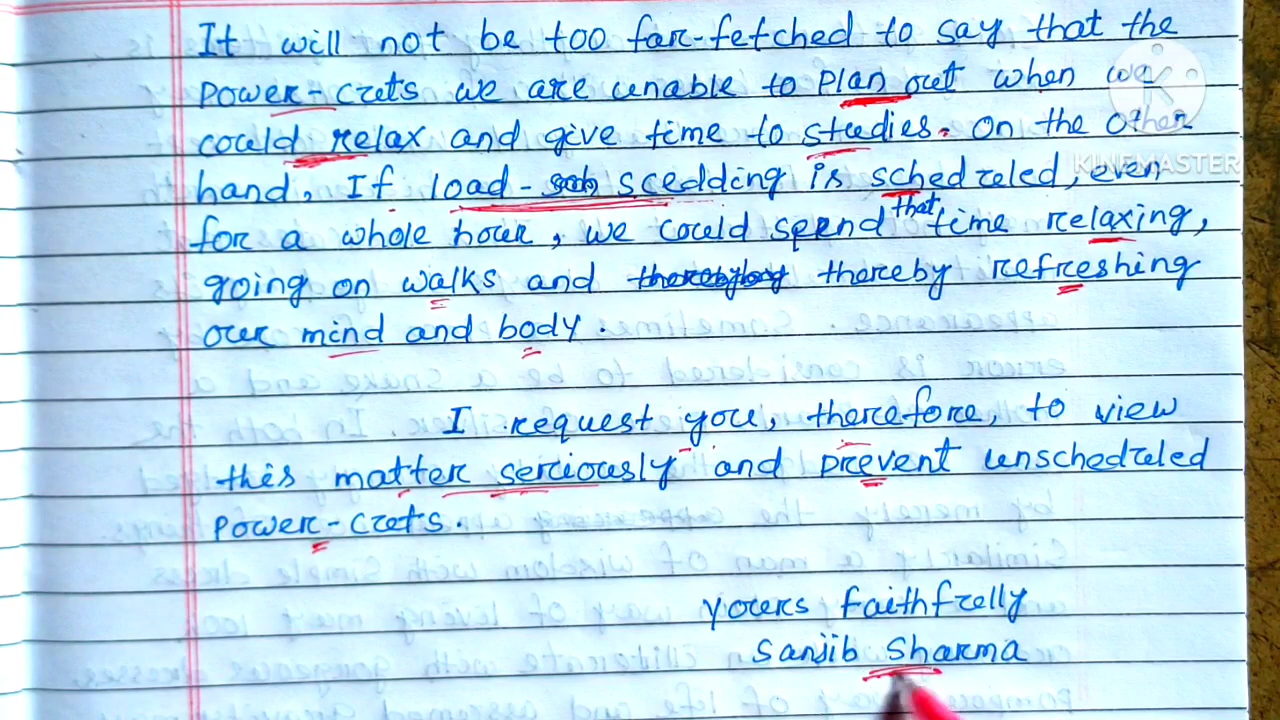 It will not be too far-fetched to say that the
power-cuts we are unable to plan out when we
could relax and give time to studies. On the other
hand, If load-scedding is scheduled, even
for a whole hour, we could spend that time relaxing,
going on walks and thereby refreshing
our mind and body.
I request you, therefore, to view
this matter seriously and prevent unscheduled
power-cuts.
Yours faithfully
Sanjib Sharma
KINEMASTER